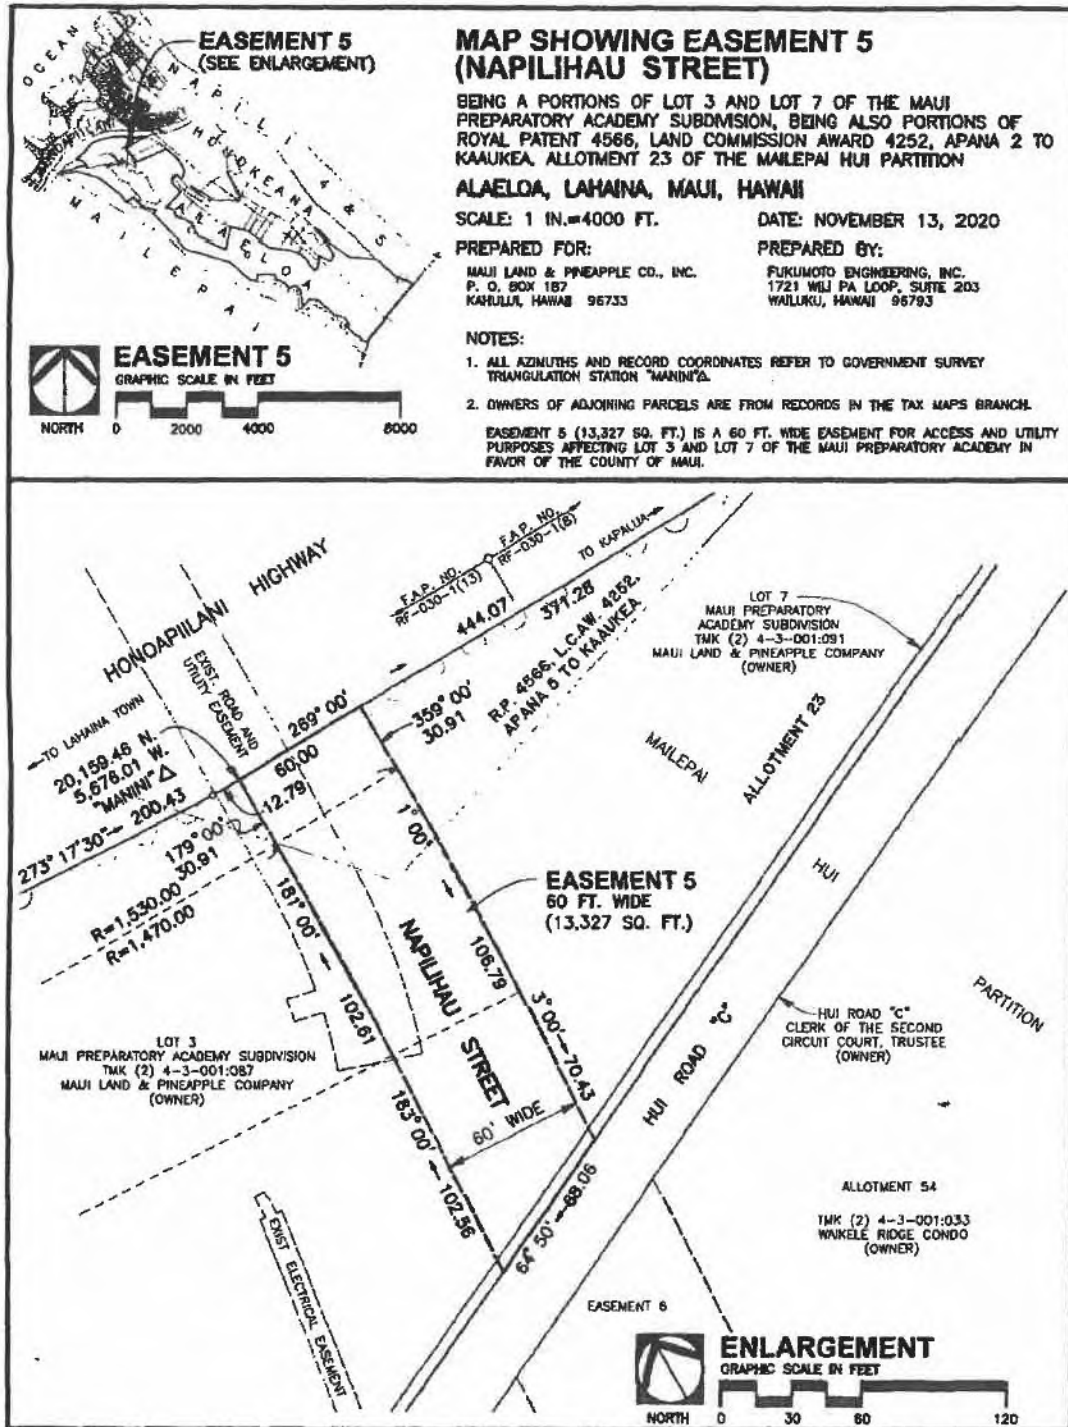 EASEMENT 5
(SEE ENLARGEMENT)
OCEAN
NAPILI 4 & 5
HONOKEANA
ALAELOA
MAILEPAI
EASEMENT 5
GRAPHIC SCALE IN FEET
NORTH
0 2000 4000 8000
MAP SHOWING EASEMENT 5
(NAPILIHAU STREET)
BEING A PORTIONS OF LOT 3 AND LOT 7 OF THE MAUI
PREPARATORY ACADEMY SUBDIVISION, BEING ALSO PORTIONS OF
ROYAL PATENT 4566, LAND COMMISSION AWARD 4252, APANA 2 TO
KAAUKEA, ALLOTMENT 23 OF THE MAILEPAI HUI PARTITION
ALAELOA, LAHAINA, MAUI, HAWAII
SCALE: 1 IN.=4000 FT.
DATE: NOVEMBER 13, 2020
PREPARED FOR:
MAUI LAND & PINEAPPLE CO., INC.
P. O. BOX 187
KAHULUI, HAWAII 96733
PREPARED BY:
FUKUMOTO ENGINEERING, INC.
1721 WILI PA LOOP, SUITE 203
WAILUKU, HAWAII 96793
NOTES:
1. ALL AZIMUTHS AND RECORD COORDINATES REFER TO GOVERNMENT SURVEY
TRIANGULATION STATION "MANINI"△
2. OWNERS OF ADJOINING PARCELS ARE FROM RECORDS IN THE TAX MAPS BRANCH.
EASEMENT 5 (13,327 SQ. FT.) IS A 60 FT. WIDE EASEMENT FOR ACCESS AND UTILITY
PURPOSES AFFECTING LOT 3 AND LOT 7 OF THE MAUI PREPARATORY ACADEMY IN
FAVOR OF THE COUNTY OF MAUI.
HONOAPIILANI HIGHWAY
F.A.P. NO.
RF-030-1(13)
F.A.P. NO.
RF-030-1(8)
TO KAPALUA
444.07
371.28
R.P. 4566, L.C.AW. 4252,
APANA 6 TO KAAUKEA
EXIST. ROAD AND
UTILITY EASEMENT
TO LAHAINA TOWN
20,159.46 N.
5,676.01 W.
"MANINI"△
269° 00'
60.00
12.79
359° 00'
30.91
273° 17'30"
200.43
179° 00'
30.91
R=1,530.00
R=1,470.00
181° 00'
102.61
1° 00'
106.79
NAPILIHAU
STREET
EASEMENT 5
60 FT. WIDE
(13,327 SQ. FT.)
3° 00'
70.43
60' WIDE
183° 00'
102.56
64° 50'
68.06
LOT 7
MAUI PREPARATORY
ACADEMY SUBDIVISION
TMK (2) 4-3-001:091
MAUI LAND & PINEAPPLE COMPANY
(OWNER)
MAILEPAI
ALLOTMENT 23
HUI
PARTITION
HUI ROAD "C"
HUI ROAD "C"
CLERK OF THE SECOND
CIRCUIT COURT, TRUSTEE
(OWNER)
LOT 3
MAUI PREPARATORY ACADEMY SUBDIVISION
TMK (2) 4-3-001:087
MAUI LAND & PINEAPPLE COMPANY
(OWNER)
EXIST ELECTRICAL EASEMENT
EASEMENT 6
ALLOTMENT 54
TMK (2) 4-3-001:033
WAIKELE RIDGE CONDO
(OWNER)
ENLARGEMENT
GRAPHIC SCALE IN FEET
NORTH
0 30 60 120